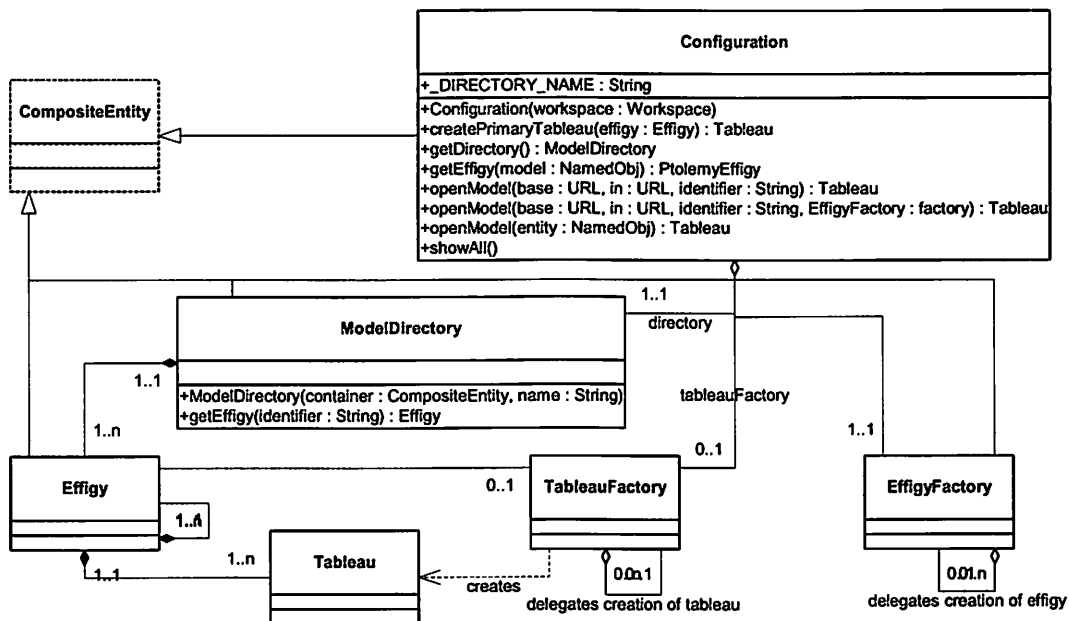 Configuration
+_DIRECTORY_NAME : String
+Configuration(workspace : Workspace)
+createPrimaryTableau(effigy : Effigy) : Tableau
+getDirectory() : ModelDirectory
+getEffigy(model : NamedObj) : PtolemyEffigy
+openModel(base : URL, in : URL, identifier : String) : Tableau
+openModel(base : URL, in : URL, identifier : String, EffigyFactory : factory) : Tableau
+openModel(entity : NamedObj) : Tableau
+showAll()
CompositeEntity
ModelDirectory
+ModelDirectory(container : CompositeEntity, name : String)
+getEffigy(identifier : String) : Effigy
1..1
directory
1..1
tableauFactory
1..n
0..1
1..1
Effigy
0..1
TableauFactory
EffigyFactory
1..n
1..1
Tableau
creates
delegates creation of tableau
delegates creation of effigy